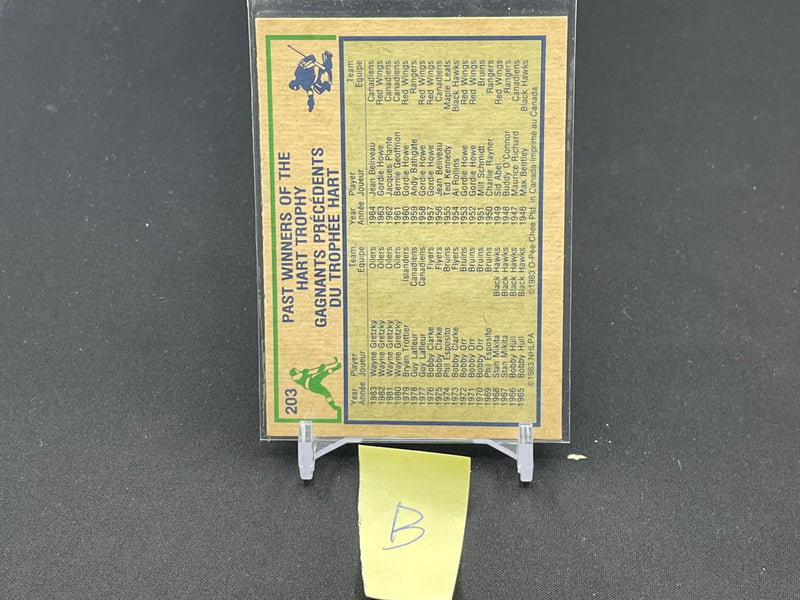 203
PAST WINNERS OF THE
HART TROPHY
GAGNANTS PRÉCÉDENTS
DU TROPHEE HART
Year Player Team
Année Joueur Equipe
1983 Wayne Gretzky Oilers
1982 Wayne Gretzky Oilers
1981 Wayne Gretzky Oilers
1980 Wayne Gretzky Oilers
1979 Bryan Trottier Islanders
1978 Guy Lafleur Canadiens
1977 Guy Lafleur Canadiens
1976 Bobby Clarke Flyers
1975 Bobby Clarke Flyers
1974 Phil Esposito Bruins
1973 Bobby Clarke Flyers
1972 Bobby Orr Bruins
1971 Bobby Orr Bruins
1970 Bobby Orr Bruins
1969 Phil Esposito Bruins
1968 Stan Mikita Black Hawks
1967 Stan Mikita Black Hawks
1966 Bobby Hull Black Hawks
1965 Bobby Hull Black Hawks
Year Player Team
Année Joueur Equipe
1964 Jean Beliveau Canadiens
1963 Gordie Howe Red Wings
1962 Jacques Plante Canadiens
1961 Bernie Geoffrion Canadiens
1960 Gordie Howe Red Wings
1959 Andy Bathgate Rangers
1958 Gordie Howe Red Wings
1957 Gordie Howe Red Wings
1956 Jean Beliveau Canadiens
1955 Ted Kennedy Maple Leafs
1954 Al Rollins Black Hawks
1953 Gordie Howe Red Wings
1952 Gordie Howe Red Wings
1951 Milt Schmidt Bruins
1950 Charlie Rayner Rangers
1949 Sid Abel Red Wings
1948 Buddy O'Connor Rangers
1947 Maurice Richard Canadiens
1946 Max Bentley Black Hawks
©1983 NHLPA ©1983 O-Pee-Chee Ptd. in Canada-Imprimé au Canada
B